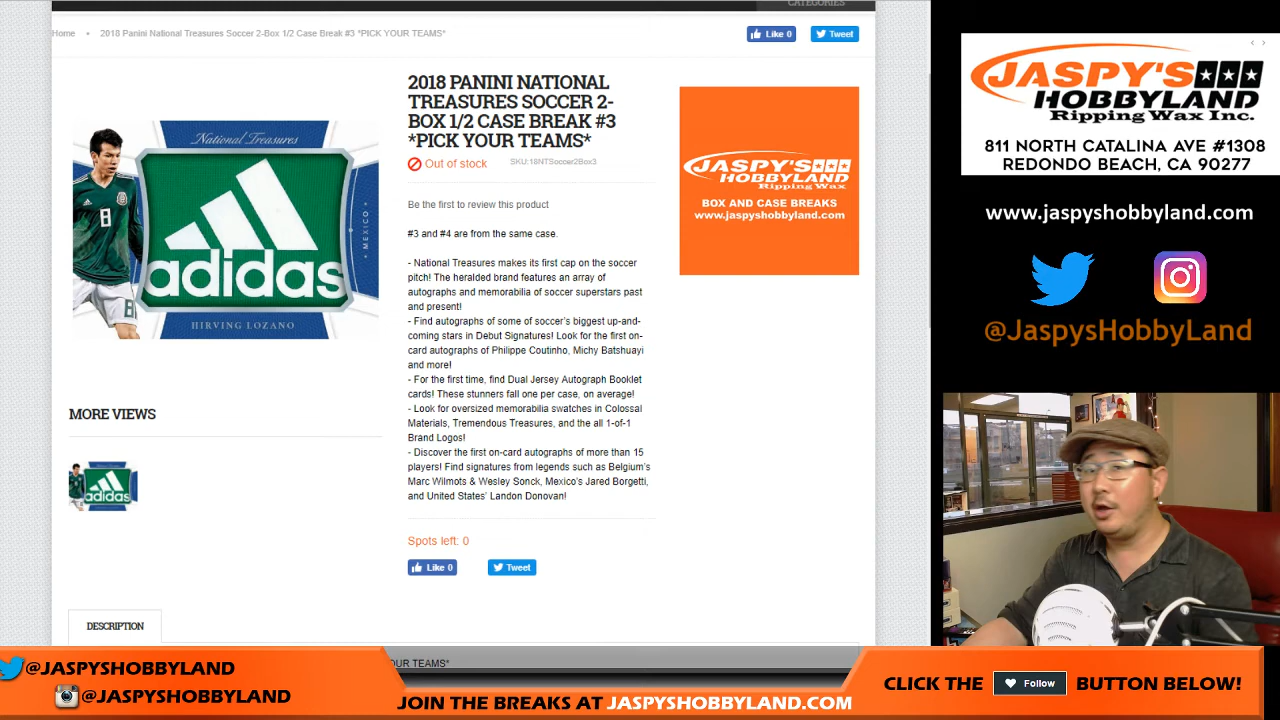 CATEGORIES
Home • 2018 Panini National Treasures Soccer 2-Box 1/2 Case Break #3 *PICK YOUR TEAMS*
Like 0
Tweet
National Treasures
8
adidas
• MEXICO •
HIRVING LOZANO
MORE VIEWS
adidas
2018 PANINI NATIONAL
TREASURES SOCCER 2-
BOX 1/2 CASE BREAK #3
*PICK YOUR TEAMS*
Out of stock
SKU:18NTSoccer2Box3
Be the first to review this product
#3 and #4 are from the same case.
- National Treasures makes its first cap on the soccer
pitch! The heralded brand features an array of
autographs and memorabilia of soccer superstars past
and present!
- Find autographs of some of soccer's biggest up-and-
coming stars in Debut Signatures! Look for the first on-
card autographs of Philippe Coutinho, Michy Batshuayi
and more!
- For the first time, find Dual Jersey Autograph Booklet
cards! These stunners fall one per case, on average!
- Look for oversized memorabilia swatches in Colossal
Materials, Tremendous Treasures, and the all 1-of-1
Brand Logos!
- Discover the first on-card autographs of more than 15
players! Find signatures from legends such as Belgium's
Marc Wilmots & Wesley Sonck, Mexico's Jared Borgetti,
and United States' Landon Donovan!
Spots left: 0
Like 0
Tweet
DESCRIPTION
OUR TEAMS*
JASPY'S
HOBBYLAND
Ripping Wax
BOX AND CASE BREAKS
www.jaspyshobbyland.com
JASPY'S
HOBBYLAND
Ripping Wax Inc.
811 NORTH CATALINA AVE #1308
REDONDO BEACH, CA 90277
www.jaspyshobbyland.com
@JaspysHobbyLand
@JASPYSHOBBYLAND
@JASPYSHOBBYLAND
JOIN THE BREAKS AT JASPYSHOBBYLAND.COM
CLICK THE Follow BUTTON BELOW!